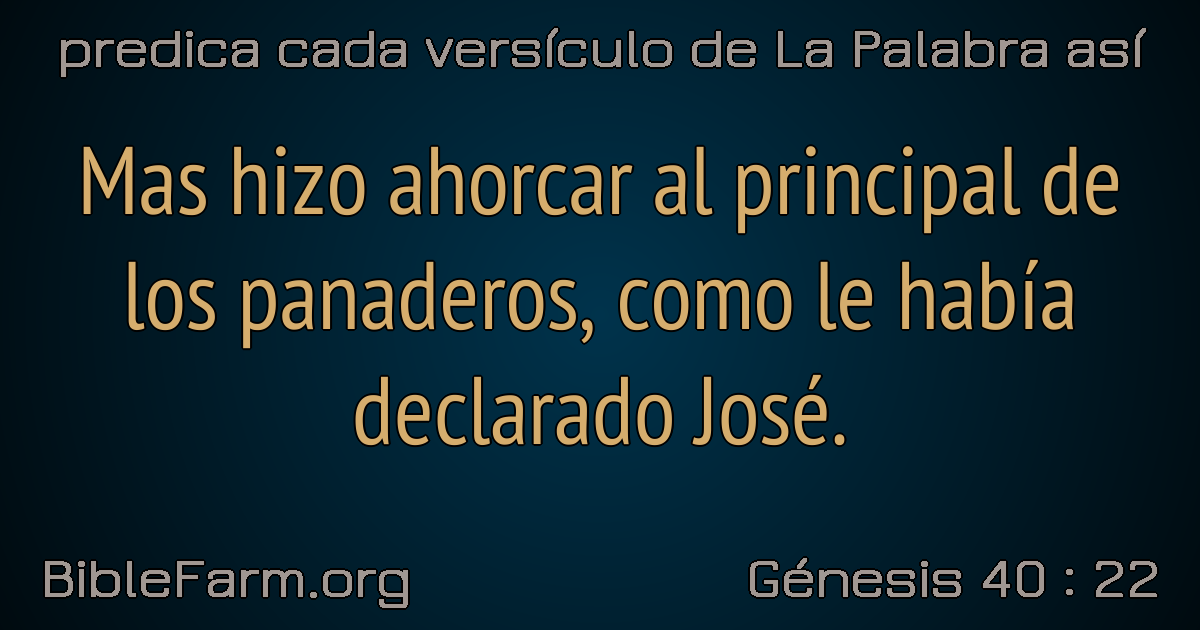 predica cada versículo de La Palabra así
Mas hizo ahorcar al principal de
los panaderos, como le había
declarado José.
BibleFarm.org
Génesis 40 : 22